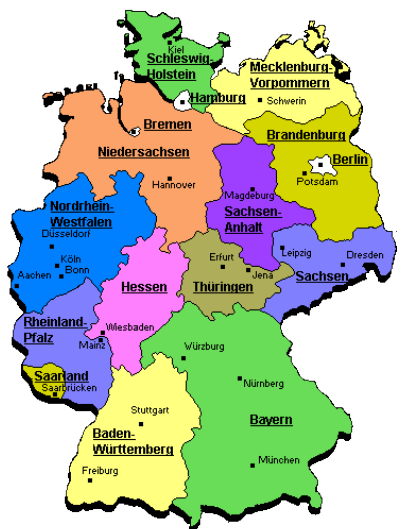 Kiel
Schleswig-
Holstein
Mecklenburg-
Vorpommern
Hamburg
Schwerin
Bremen
Brandenburg
Niedersachsen
Berlin
Potsdam
Hannover
Magdeburg
Sachsen-
Anhalt
Nordrhein-
Westfalen
Düsseldorf
Köln
Bonn
Aachen
Leipzig
Dresden
Sachsen
Erfurt
Jena
Thüringen
Hessen
Wiesbaden
Rheinland-
Pfalz
Mainz
Saarland
Saarbrücken
Würzburg
Nürnberg
Stuttgart
Bayern
Baden-
Württemberg
München
Freiburg